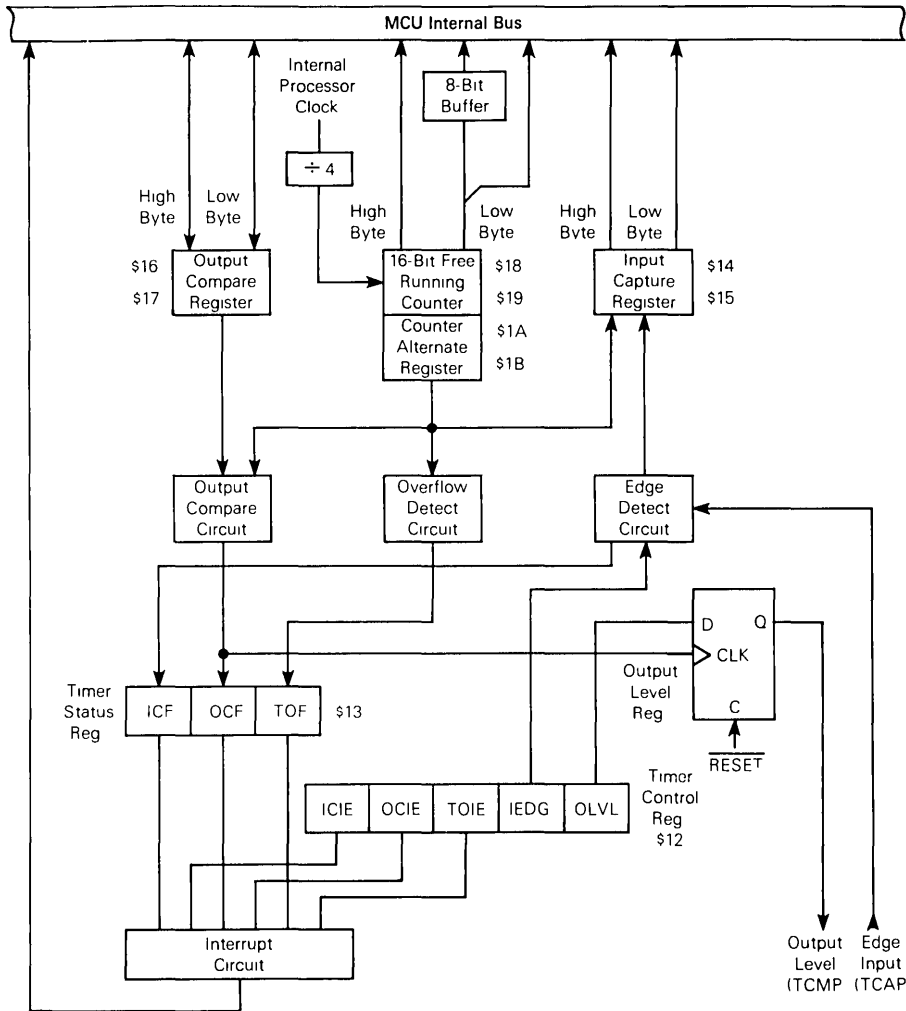 MCU Internal Bus
Internal
Processor
Clock
8-Bit
Buffer
÷ 4
High
Byte
Low
Byte
High
Byte
Low
Byte
High
Byte
Low
Byte
$16
$17
Output
Compare
Register
16-Bit Free
Running
Counter
$18
$19
Counter
Alternate
Register
$1A
$1B
Input
Capture
Register
$14
$15
Output
Compare
Circuit
Overflow
Detect
Circuit
Edge
Detect
Circuit
D
Q
CLK
C
Output
Level
Reg
RESET
Timer
Status
Reg
ICF
OCF
TOF
$13
ICIE
OCIE
TOIE
IEDG
OLVL
Timer
Control
Reg
$12
Interrupt
Circuit
Output
Level
(TCMP
Edge
Input
(TCAP